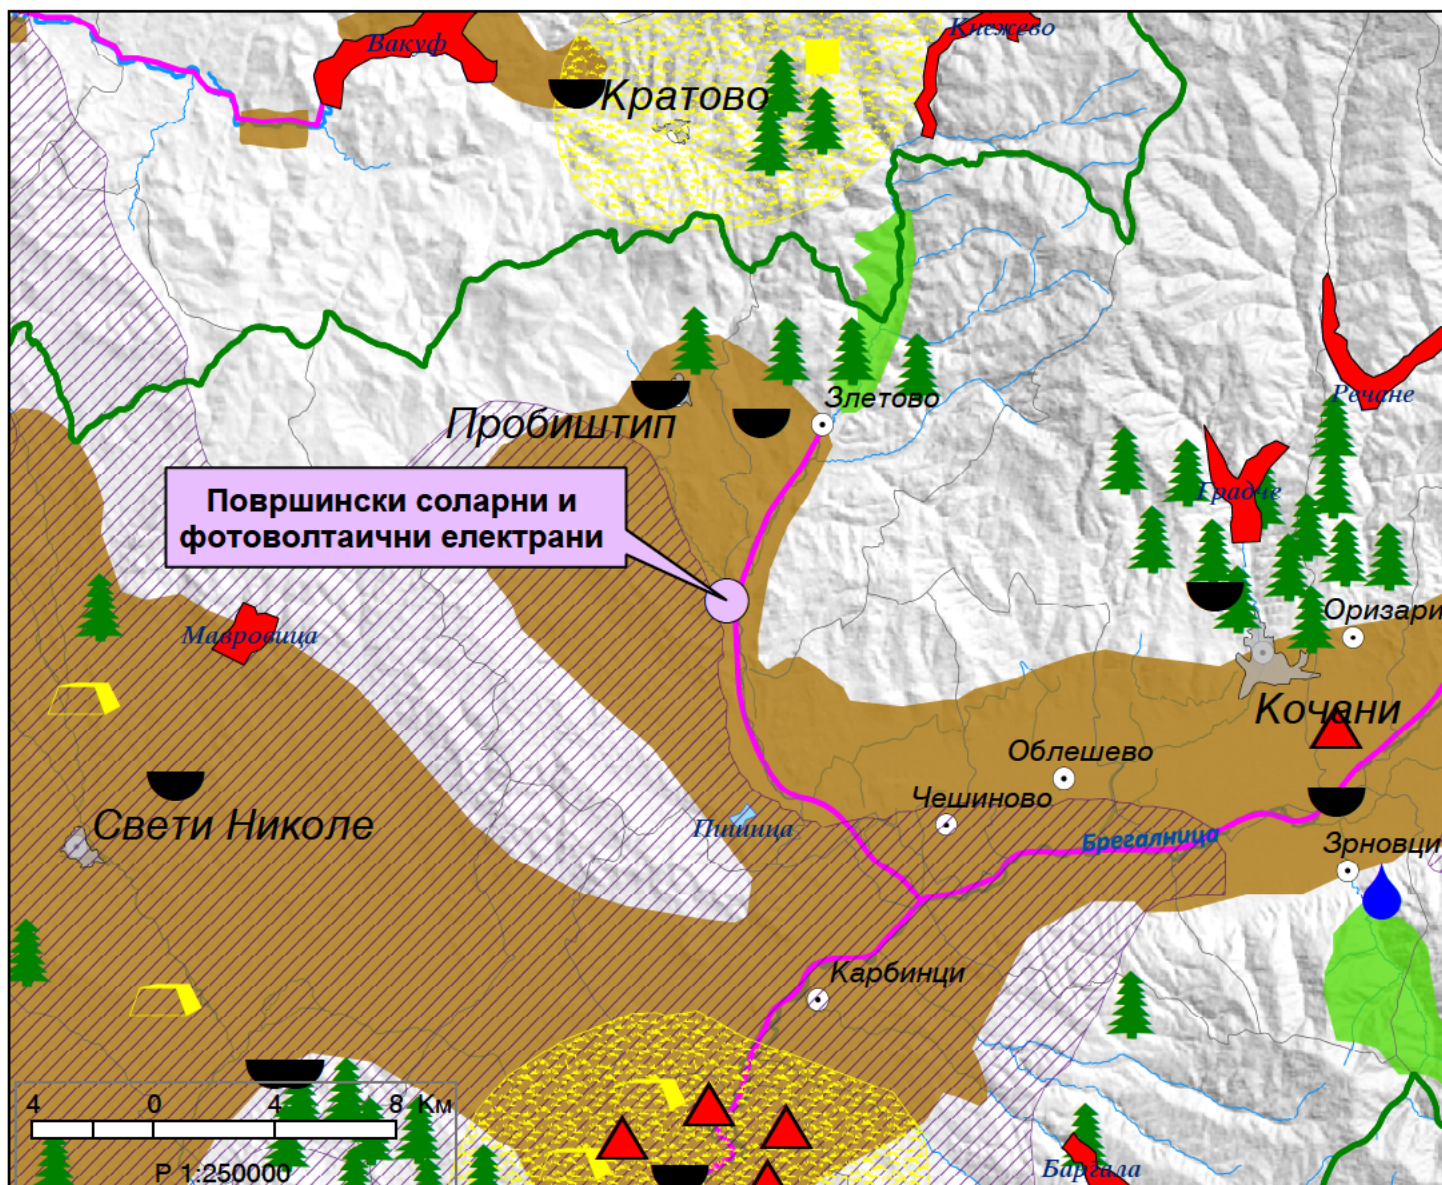 Вакуф
Кнежево
Кратово
Злетово
Пробиштип
Речане
Површински соларни и
фотоволтаични електрани
Градче
Оризари
Мавровица
Кочани
Облешево
Чешиново
Пишица
Свети Николе
Брегалница
Зрновци
Карбинци
4 0 4 8 Км
Р 1:250000
Баргала